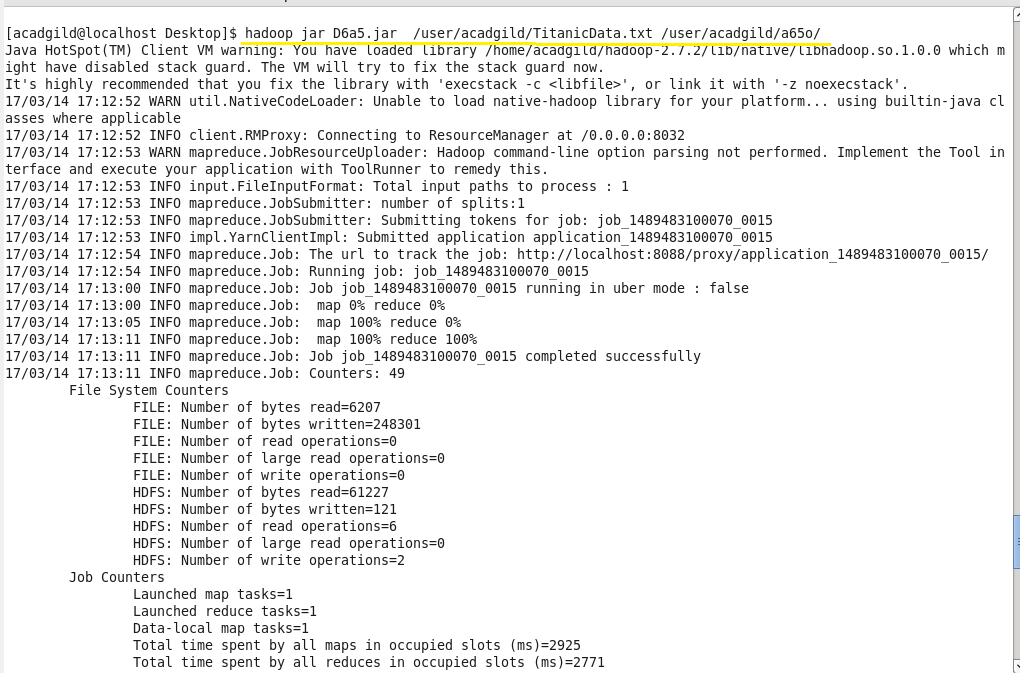 [acadgild@localhost Desktop]$ hadoop jar D6a5.jar  /user/acadgild/TitanicData.txt /user/acadgild/a65o/
Java HotSpot(TM) Client VM warning: You have loaded library /home/acadgild/hadoop-2.7.2/lib/native/libhadoop.so.1.0.0 which m
ight have disabled stack guard. The VM will try to fix the stack guard now.
It's highly recommended that you fix the library with 'execstack -c <libfile>', or link it with '-z noexecstack'.
17/03/14 17:12:52 WARN util.NativeCodeLoader: Unable to load native-hadoop library for your platform... using builtin-java cl
asses where applicable
17/03/14 17:12:52 INFO client.RMProxy: Connecting to ResourceManager at /0.0.0.0:8032
17/03/14 17:12:53 WARN mapreduce.JobResourceUploader: Hadoop command-line option parsing not performed. Implement the Tool in
terface and execute your application with ToolRunner to remedy this.
17/03/14 17:12:53 INFO input.FileInputFormat: Total input paths to process : 1
17/03/14 17:12:53 INFO mapreduce.JobSubmitter: number of splits:1
17/03/14 17:12:53 INFO mapreduce.JobSubmitter: Submitting tokens for job: job_1489483100070_0015
17/03/14 17:12:53 INFO impl.YarnClientImpl: Submitted application application_1489483100070_0015
17/03/14 17:12:54 INFO mapreduce.Job: The url to track the job: http://localhost:8088/proxy/application_1489483100070_0015/
17/03/14 17:12:54 INFO mapreduce.Job: Running job: job_1489483100070_0015
17/03/14 17:13:00 INFO mapreduce.Job: Job job_1489483100070_0015 running in uber mode : false
17/03/14 17:13:00 INFO mapreduce.Job:  map 0% reduce 0%
17/03/14 17:13:05 INFO mapreduce.Job:  map 100% reduce 0%
17/03/14 17:13:11 INFO mapreduce.Job:  map 100% reduce 100%
17/03/14 17:13:11 INFO mapreduce.Job: Job job_1489483100070_0015 completed successfully
17/03/14 17:13:11 INFO mapreduce.Job: Counters: 49
        File System Counters
                FILE: Number of bytes read=6207
                FILE: Number of bytes written=248301
                FILE: Number of read operations=0
                FILE: Number of large read operations=0
                FILE: Number of write operations=0
                HDFS: Number of bytes read=61227
                HDFS: Number of bytes written=121
                HDFS: Number of read operations=6
                HDFS: Number of large read operations=0
                HDFS: Number of write operations=2
        Job Counters
                Launched map tasks=1
                Launched reduce tasks=1
                Data-local map tasks=1
                Total time spent by all maps in occupied slots (ms)=2925
                Total time spent by all reduces in occupied slots (ms)=2771